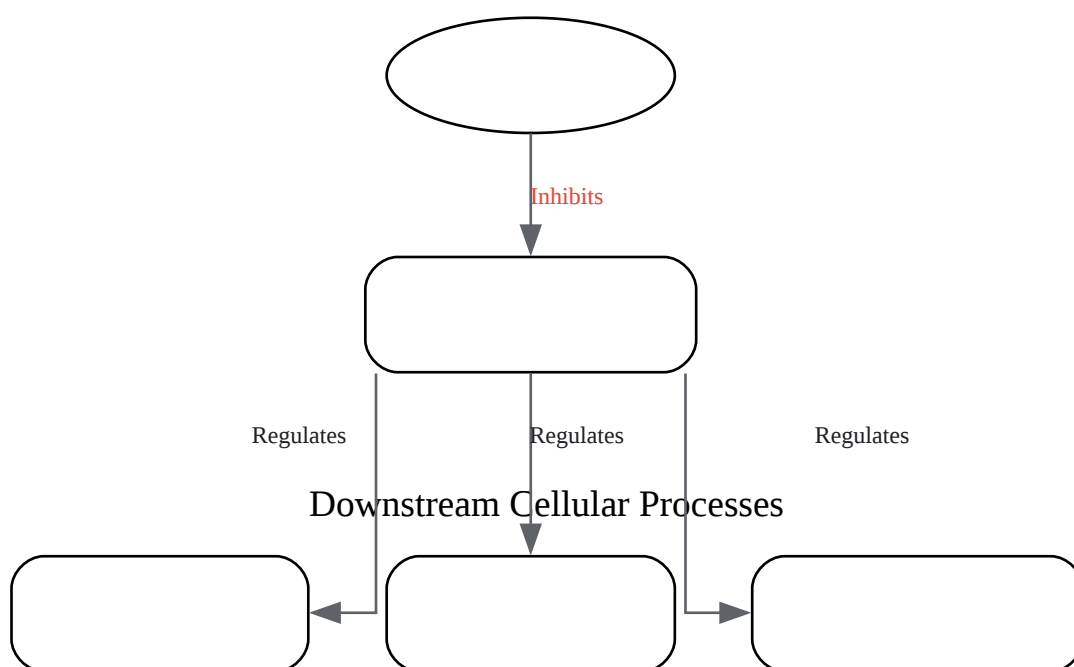 Inhibits
Regulates
Regulates
Regulates
Downstream Cellular Processes